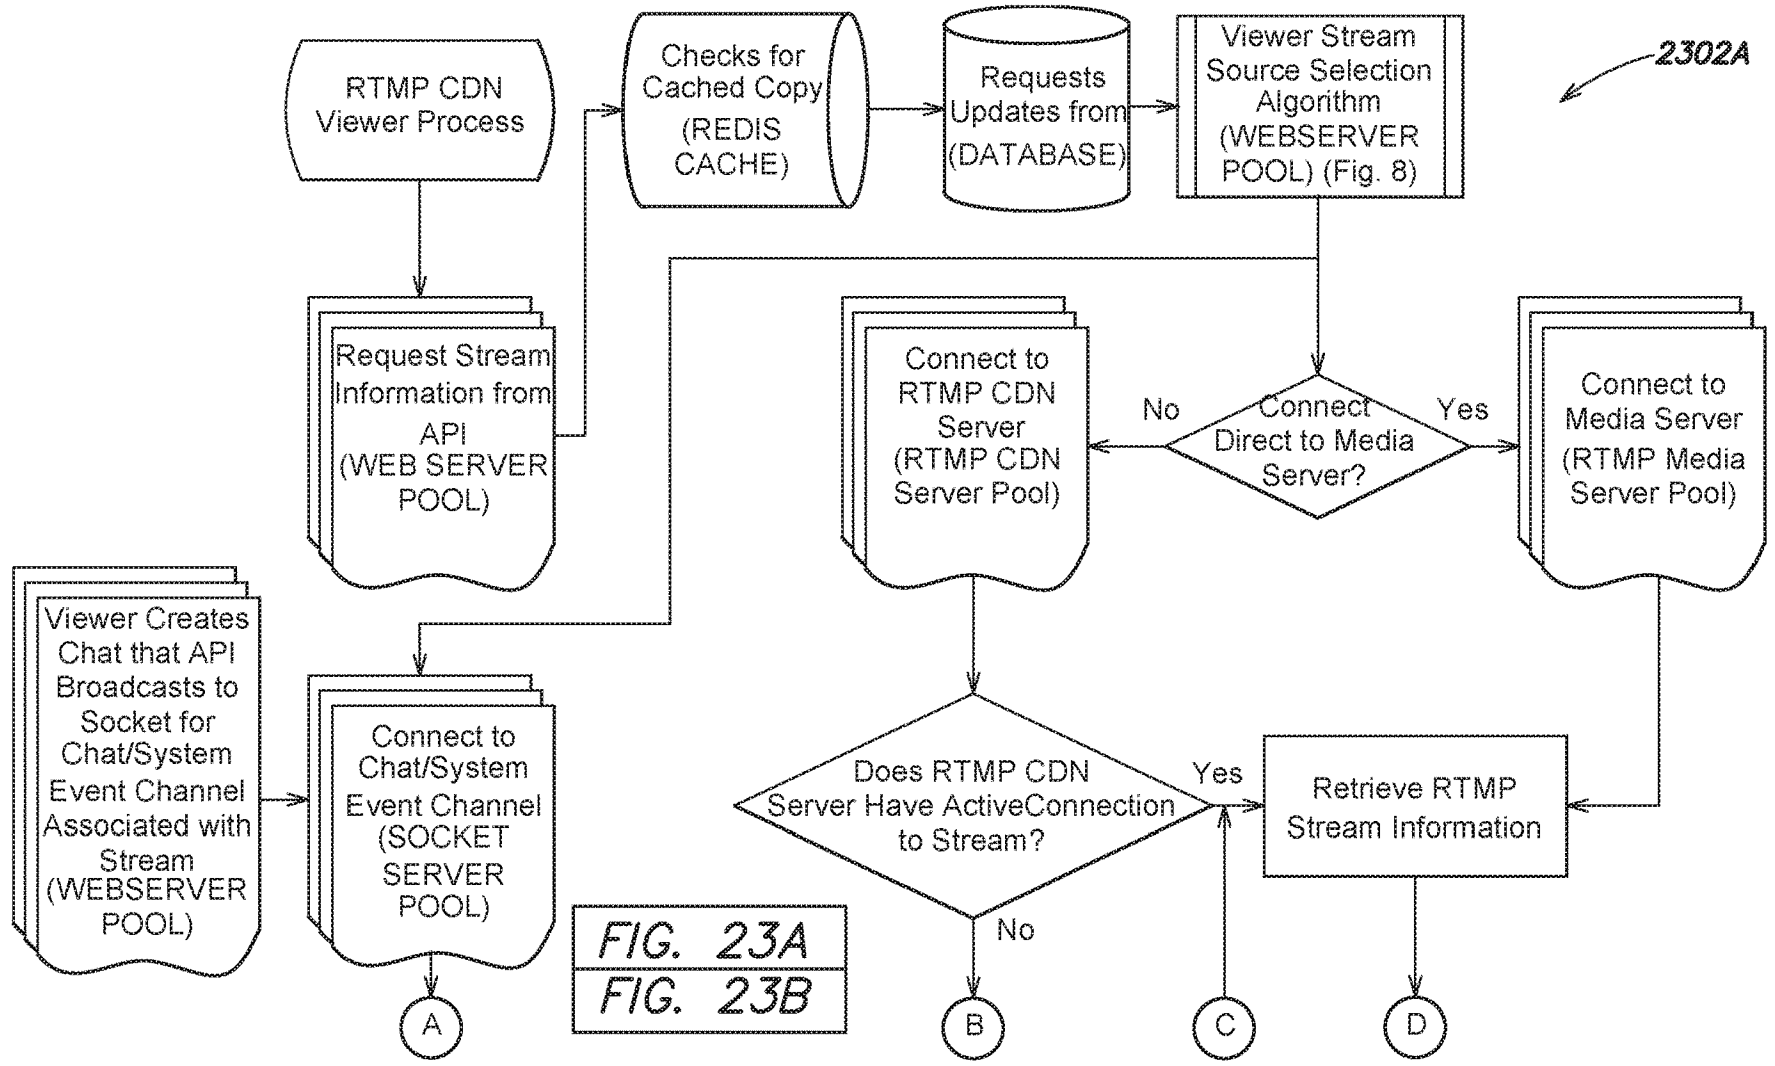 RTMP CDN
Viewer Process
Checks for
Cached Copy
(REDIS
CACHE)
Requests
Updates from
(DATABASE)
Viewer Stream
Source Selection
Algorithm
(WEBSERVER
POOL) (Fig. 8)
2302A
Request Stream
Information from
API
(WEB SERVER
POOL)
Connect to
RTMP CDN
Server
(RTMP CDN
Server Pool)
No
Connect
Direct to Media
Server?
Yes
Connect to
Media Server
(RTMP Media
Server Pool)
Viewer Creates
Chat that API
Broadcasts to
Socket for
Chat/System
Event Channel
Associated with
Stream
(WEBSERVER
POOL)
Connect to
Chat/System
Event Channel
(SOCKET
SERVER
POOL)
Does RTMP CDN
Server Have ActiveConnection
to Stream?
Yes
No
Retrieve RTMP
Stream Information
FIG. 23A
FIG. 23B
A
B
C
D